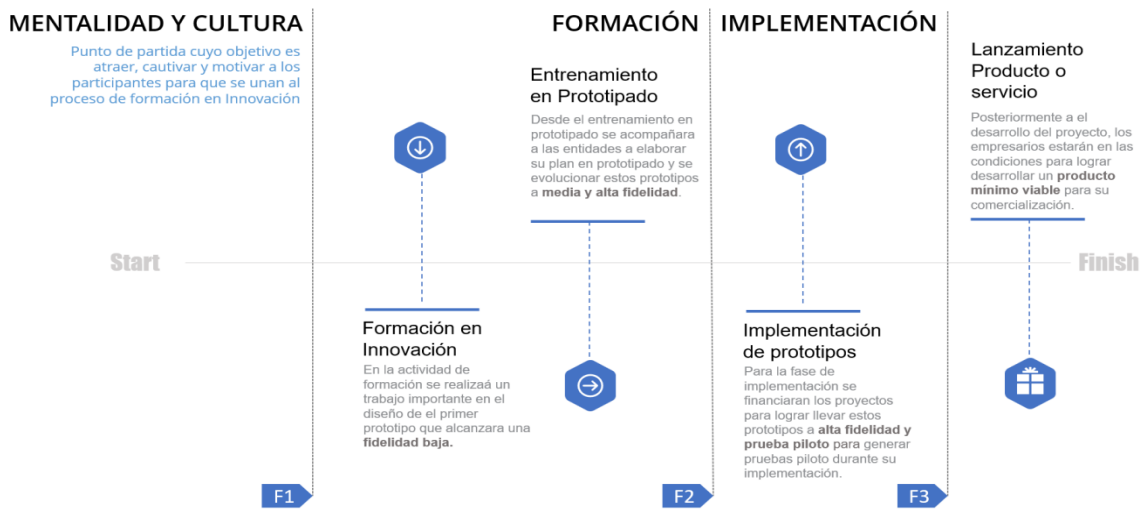 MENTALIDAD Y CULTURA
Punto de partida cuyo objetivo es
atraer, cautivar y motivar a los
participantes para que se unan al
proceso de formación en Innovación
FORMACIÓN
Entrenamiento
en Prototipado
Desde el entrenamiento en
prototipado se acompañara
a las entidades a elaborar
su plan en prototipado y se
evolucionar estos prototipos
a media y alta fidelidad.
IMPLEMENTACIÓN
Lanzamiento
Producto o
servicio
Posteriormente a el
desarrollo del proyecto, los
empresarios estarán en las
condiciones para lograr
desarrollar un producto
mínimo viable para su
comercialización.
Start
Finish
Formación en
Innovación
En la actividad de
formación se realizaá un
trabajo importante en el
diseño de el primer
prototipo que alcanzara una
fidelidad baja.
Implementación
de prototipos
Para la fase de
implementación se
financiaran los proyectos
para lograr llevar estos
prototipos a alta fidelidad y
prueba piloto para generar
pruebas piloto durante su
implementación.
F1
F2
F3